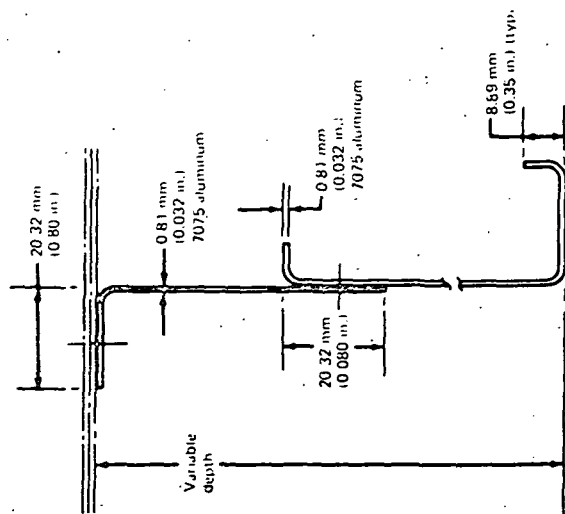 20.32 mm
(0.80 in.)
0.81 mm
(0.032 in.)
7075 aluminum
0.81 mm
(0.032 in.)
7075 aluminum
8.89 mm
(0.35 in.) (typ.)
20.32 mm
(0.080 in.)
Variable
depth